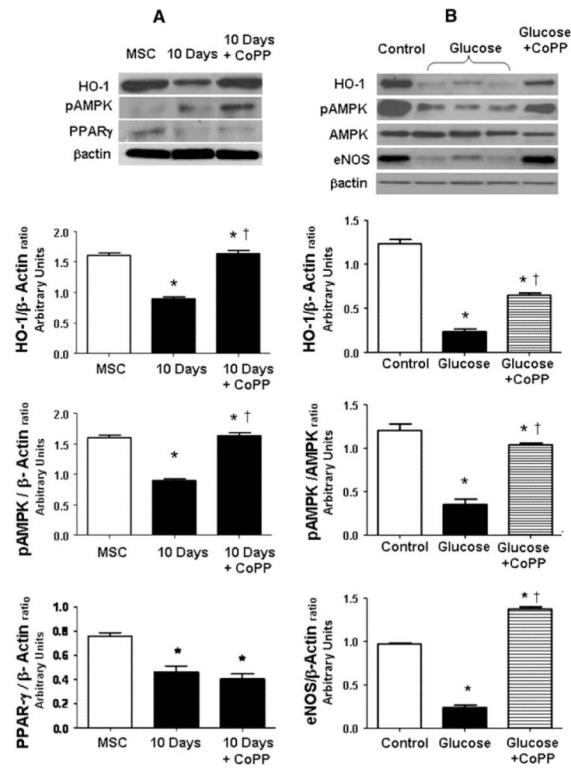 A
MSC 10 Days 10 Days + CoPP
HO-1
pAMPK
PPARγ
βactin
HO-1/β- Actin ratio
Arbitrary Units
2.0
1.5
1.0
0.5
0.0
*
* †
MSC 10 Days 10 Days + CoPP
pAMPK / β- Actin ratio
Arbitrary Units
2.0
1.5
1.0
0.5
0.0
*
* †
MSC 10 Days 10 Days + CoPP
PPAR-γ / β- Actin ratio
Arbitrary Units
1.0
0.8
0.6
0.4
0.2
0.0
*
*
MSC 10 Days 10 Days + CoPP
B
Control Glucose Glucose +CoPP
HO-1
pAMPK
AMPK
eNOS
βactin
HO-1/β- Actin ratio
Arbitrary Units
1.5
1.0
0.5
0.0
*
* †
Control Glucose Glucose +CoPP
pAMPK /AMPK ratio
Arbitrary Units
1.5
1.0
0.5
0.0
*
* †
Control Glucose Glucose +CoPP
eNOS/β-Actin ratio
Arbitrary Units
1.5
1.0
0.5
0.0
*
* †
Control Glucose Glucose +CoPP